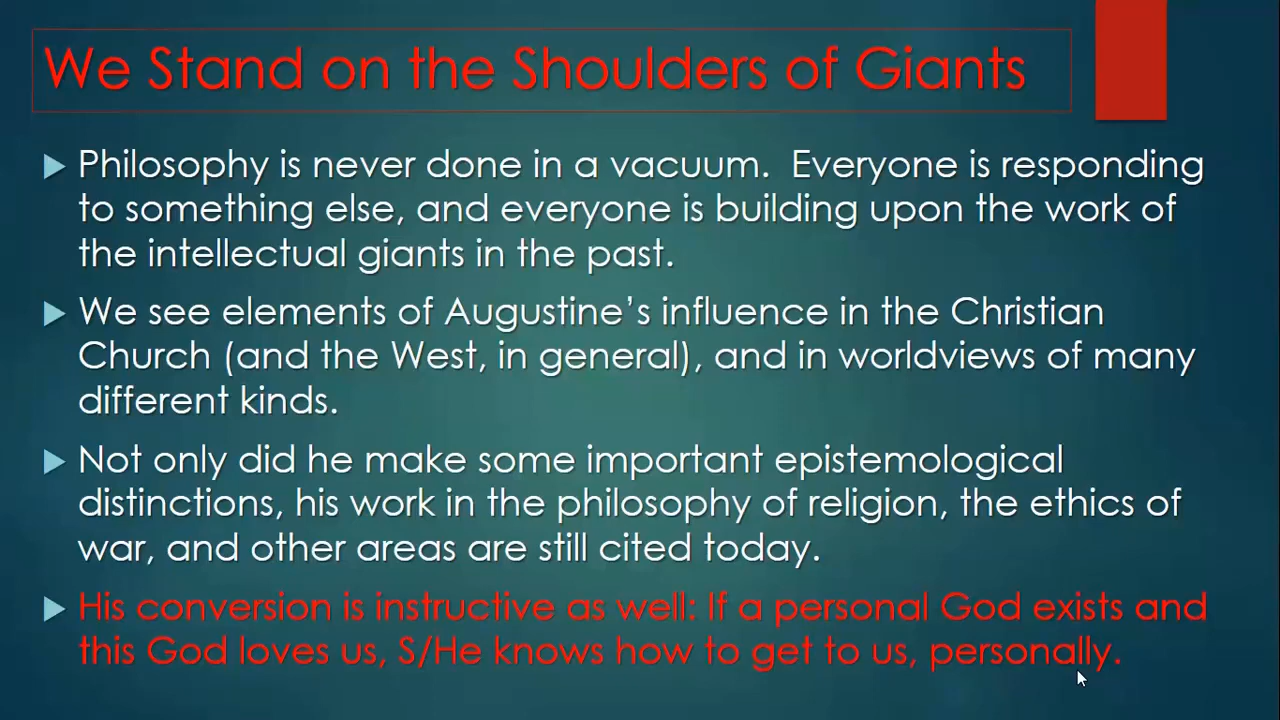 We Stand on the Shoulders of Giants
Philosophy is never done in a vacuum.  Everyone is responding
to something else, and everyone is building upon the work of
the intellectual giants in the past.
We see elements of Augustine's influence in the Christian
Church (and the West, in general), and in worldviews of many
different kinds.
Not only did he make some important epistemological
distinctions, his work in the philosophy of religion, the ethics of
war, and other areas are still cited today.
His conversion is instructive as well: If a personal God exists and
this God loves us, S/He knows how to get to us, personally.